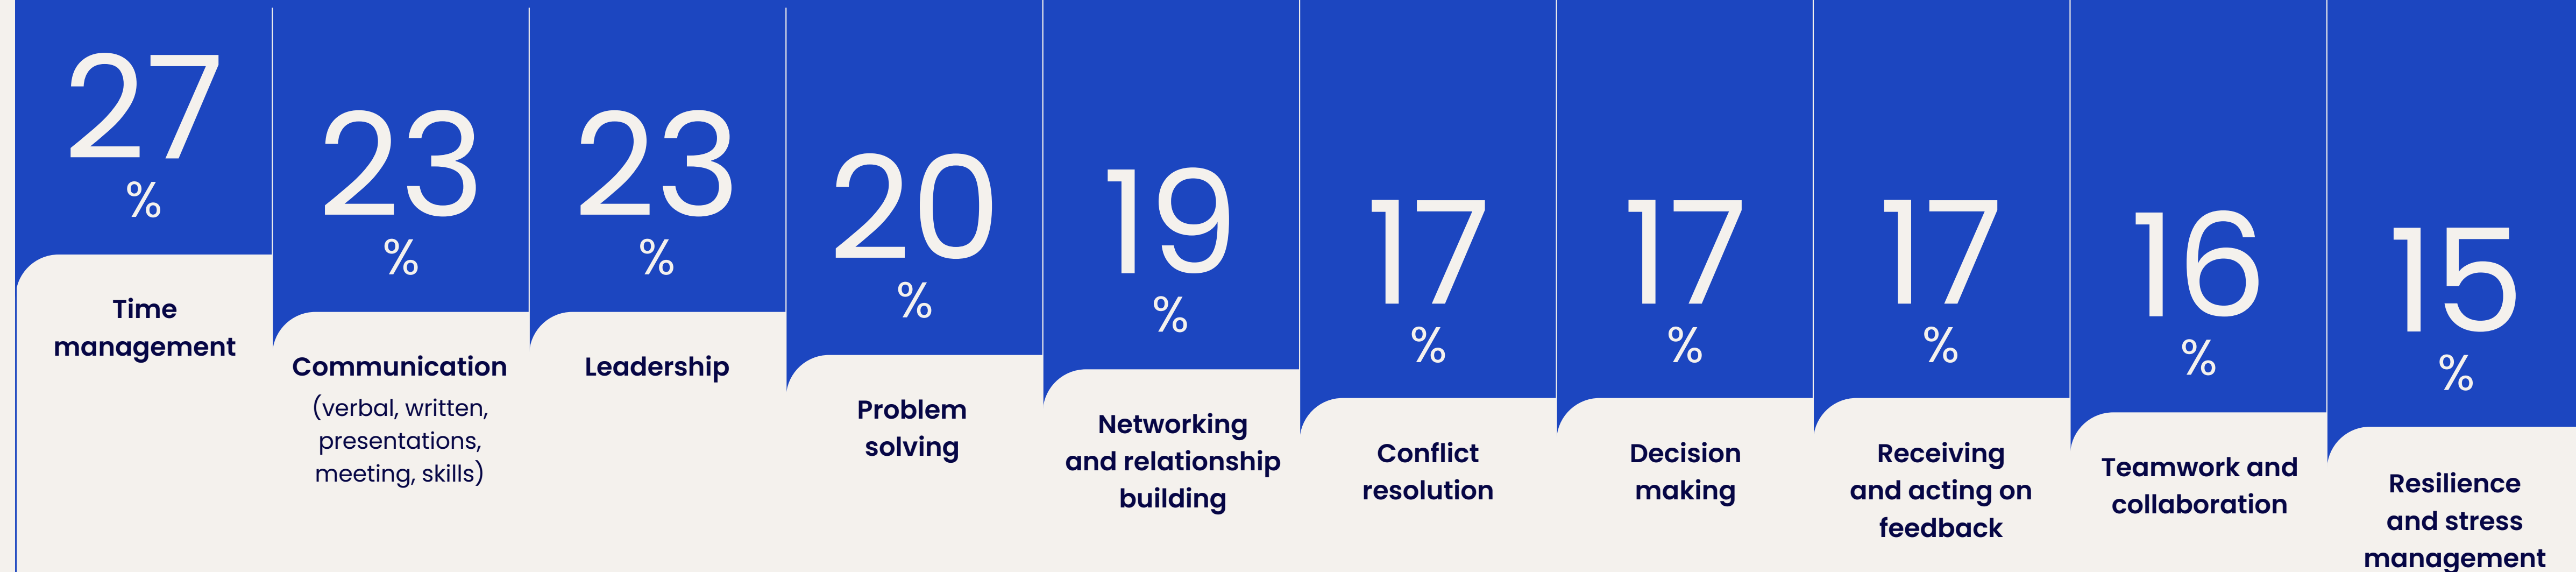 27
%
Time
management
23
%
Communication
(verbal, written,
presentations,
meeting, skills)
23
%
Leadership
20
%
Problem
solving
19
%
Networking
and relationship
building
17
%
Conflict
resolution
17
%
Decision
making
17
%
Receiving
and acting on
feedback
16
%
Teamwork and
collaboration
15
%
Resilience
and stress
management